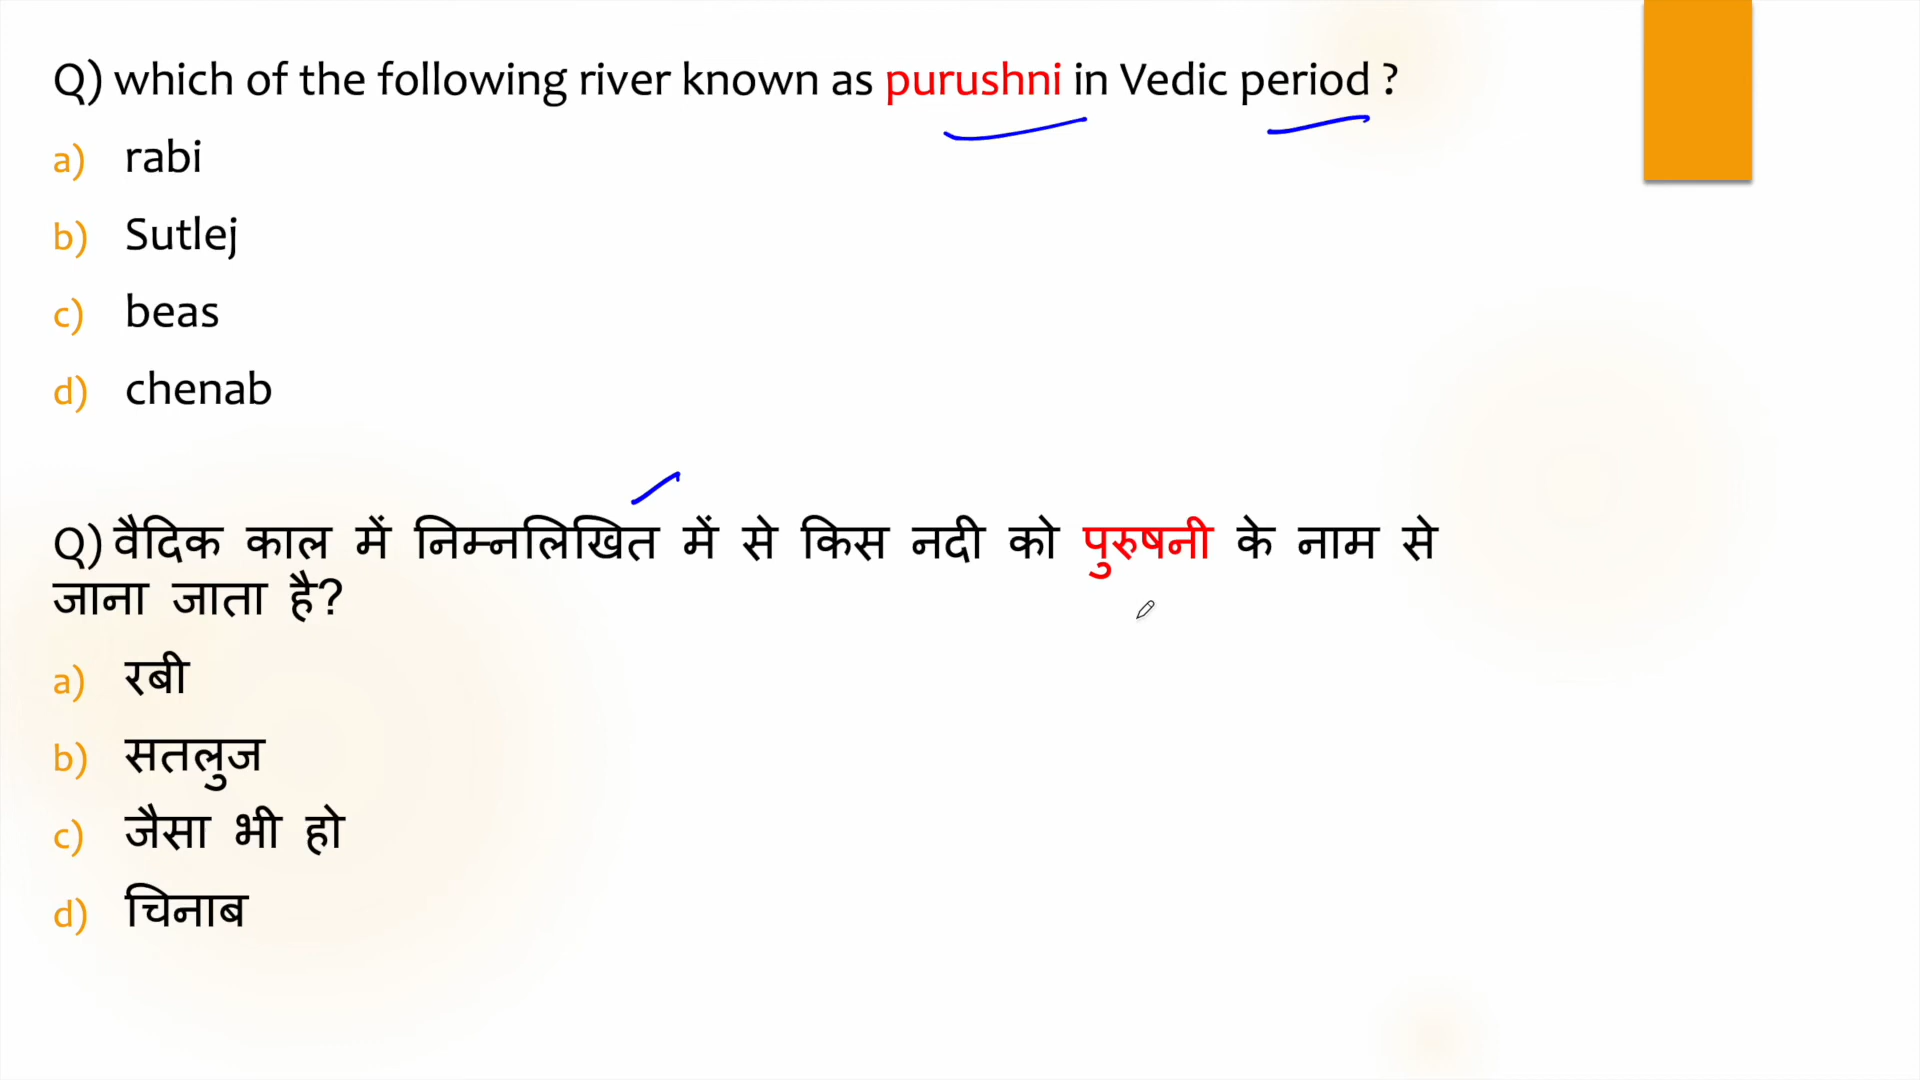 Q) which of the following river known as purushni in Vedic period ?
a) rabi
b) Sutlej
c) beas
d) chenab
Q) वैदिक काल में निम्नलिखित में से किस नदी को पुरुषनी के नाम से
जाना जाता है?
a) रबी
b) सतलुज
c) जैसा भी हो
d) चिनाब